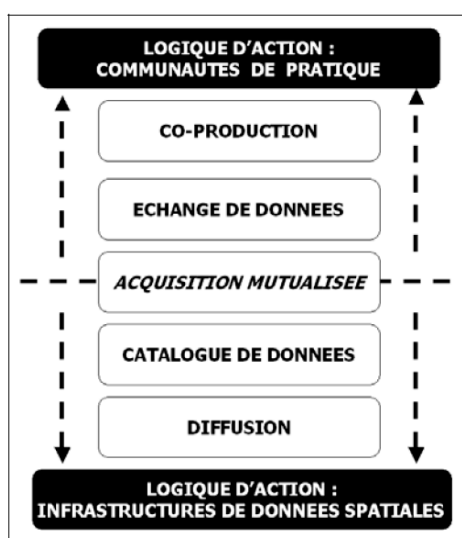 LOGIQUE D'ACTION :
COMMUNAUTES DE PRATIQUE
CO-PRODUCTION
ECHANGE DE DONNEES
ACQUISITION MUTUALISEE
CATALOGUE DE DONNEES
DIFFUSION
LOGIQUE D'ACTION :
INFRASTRUCTURES DE DONNEES SPATIALES